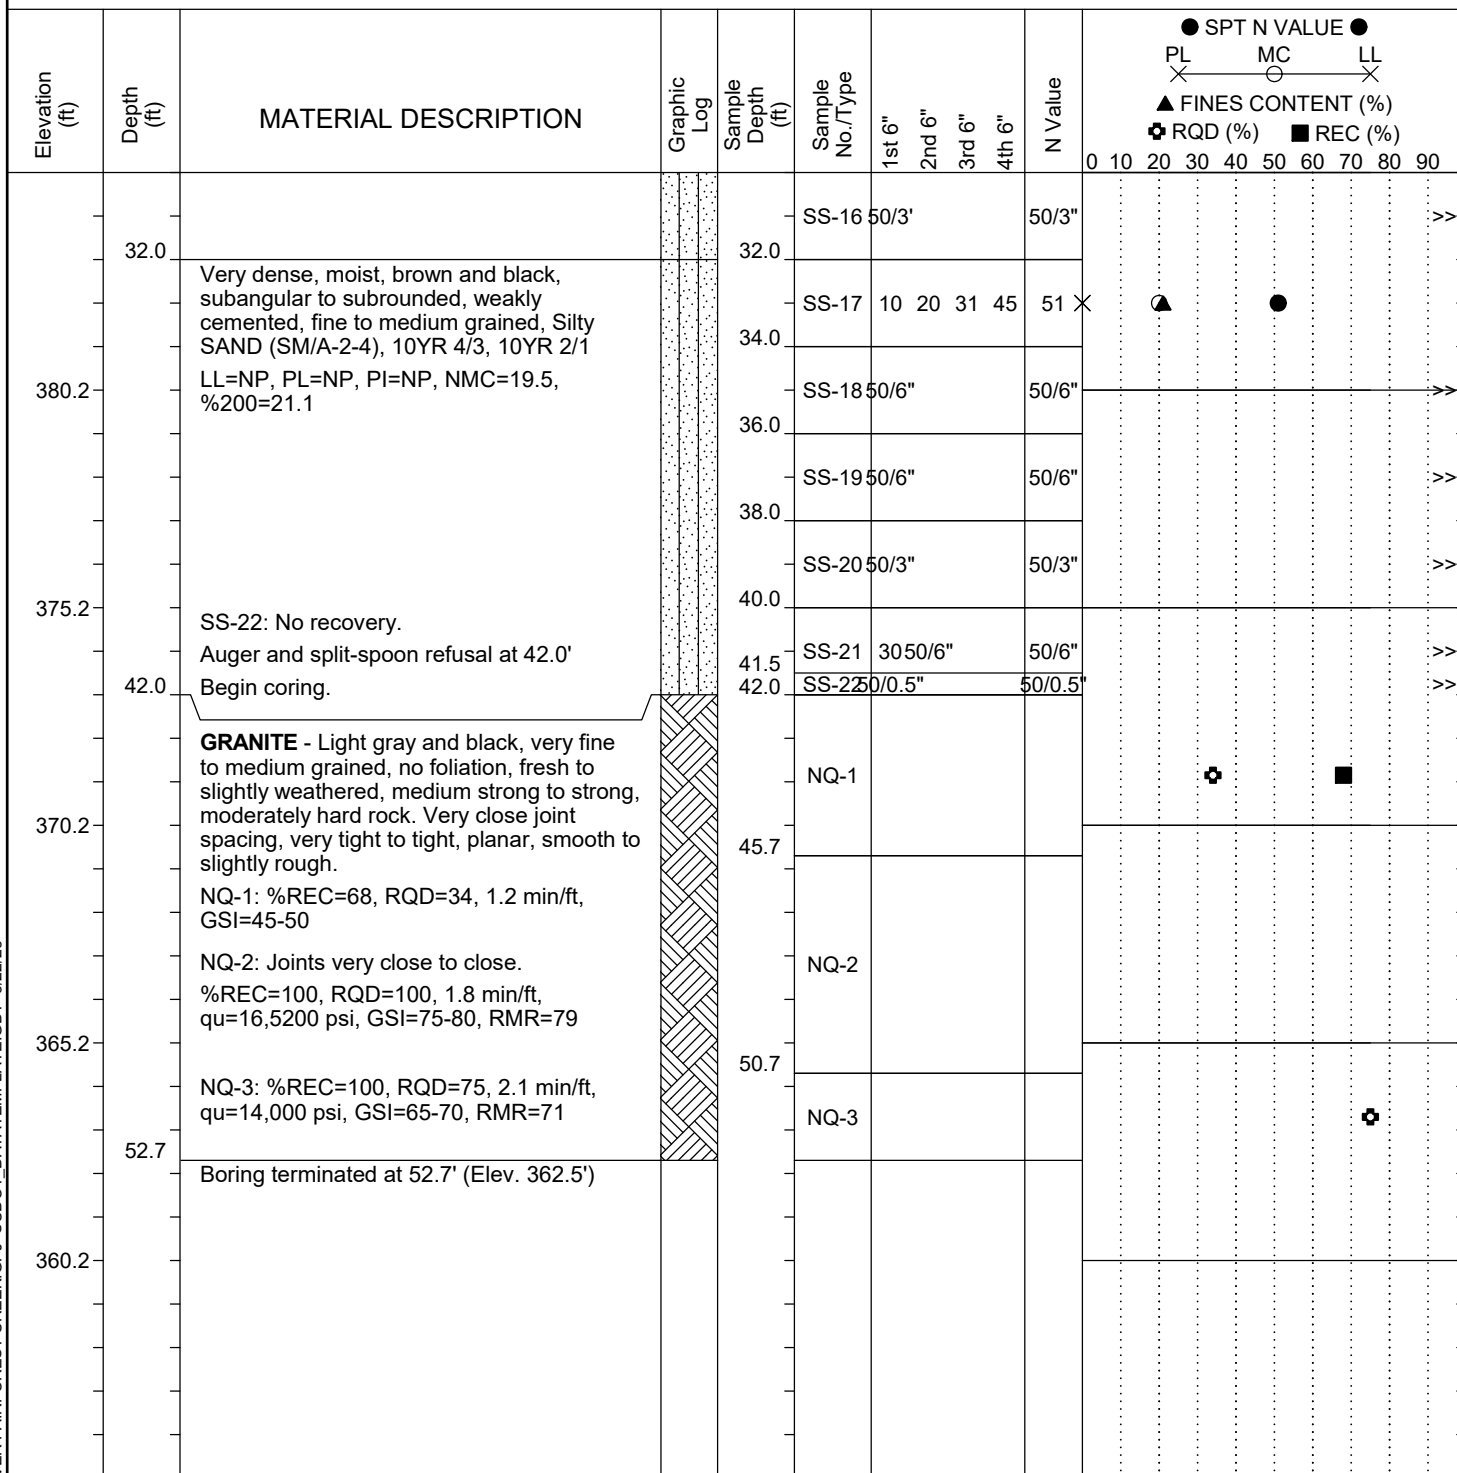 ● SPT N VALUE ●
PL MC LL
▲ FINES CONTENT (%)
RQD (%) ■ REC (%)
Elevation (ft)
Depth (ft)
MATERIAL DESCRIPTION
Graphic Log
Sample Depth (ft)
Sample No./Type
1st 6"
2nd 6"
3rd 6"
4th 6"
N Value
0 10 20 30 40 50 60 70 80 90
SS-16 50/3' 50/3" >>
32.0 32.0
Very dense, moist, brown and black,
subangular to subrounded, weakly
cemented, fine to medium grained, Silty
SAND (SM/A-2-4), 10YR 4/3, 10YR 2/1
SS-17 10 20 31 45 51
34.0
LL=NP, PL=NP, PI=NP, NMC=19.5,
%200=21.1
380.2 SS-18 50/6" 50/6" >>
36.0
SS-19 50/6" 50/6" >>
38.0
SS-20 50/3" 50/3" >>
375.2 40.0
SS-22: No recovery.
Auger and split-spoon refusal at 42.0'
SS-21 30 50/6" 50/6" >>
41.5
42.0 Begin coring. 42.0 SS-22 50/0.5" 50/0.5" >>
GRANITE - Light gray and black, very fine
to medium grained, no foliation, fresh to
slightly weathered, medium strong to strong,
moderately hard rock. Very close joint
spacing, very tight to tight, planar, smooth to
slightly rough.
NQ-1
370.2
45.7
NQ-1: %REC=68, RQD=34, 1.2 min/ft,
GSI=45-50
NQ-2: Joints very close to close.
NQ-2
%REC=100, RQD=100, 1.8 min/ft,
qu=16,5200 psi, GSI=75-80, RMR=79
365.2
50.7
NQ-3: %REC=100, RQD=75, 2.1 min/ft,
qu=14,000 psi, GSI=65-70, RMR=71
NQ-3
52.7
Boring terminated at 52.7' (Elev. 362.5')
360.2